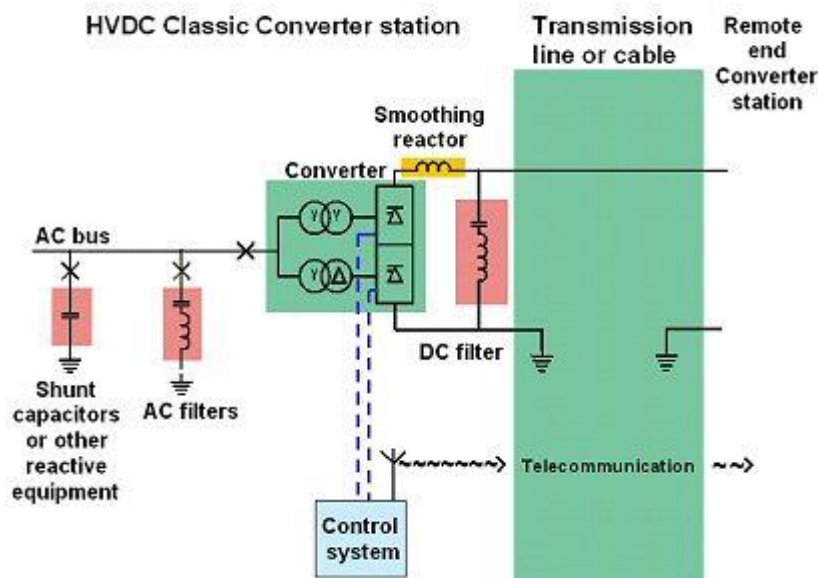 HVDC Classic Converter station
Transmission
line or cable
Remote
end
Converter
station
Smoothing
reactor
Converter
Y Y
AC bus
Y Δ
DC filter
AC filters
Shunt
capacitors
or other
reactive
equipment
Telecommunication
Control
system